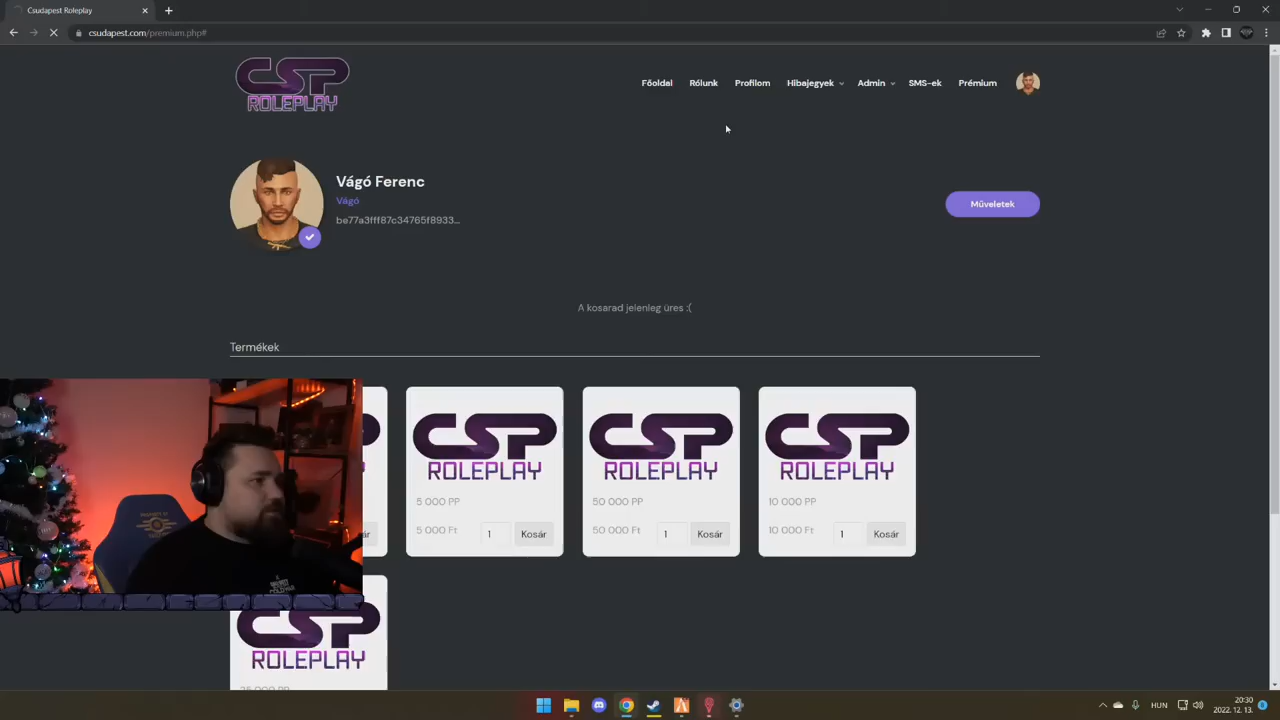 Csudapest Roleplay
csudapest.com/premium.php#
CSP
ROLEPLAY
Főoldal
Rólunk
Profilom
Hibajegyek
Admin
SMS-ek
Prémium
Vágó Ferenc
Vágó
be77a3fff87c34765f8933...
Műveletek
A kosarad jelenleg üres :(
Termékek
CSP
ROLEPLAY
5 000 PP
5 000 Ft
1
Kosár
CSP
ROLEPLAY
50 000 PP
50 000 Ft
1
Kosár
CSP
ROLEPLAY
10 000 PP
10 000 Ft
1
Kosár
CSP
ROLEPLAY
HUN
20:30
2022. 12. 13.